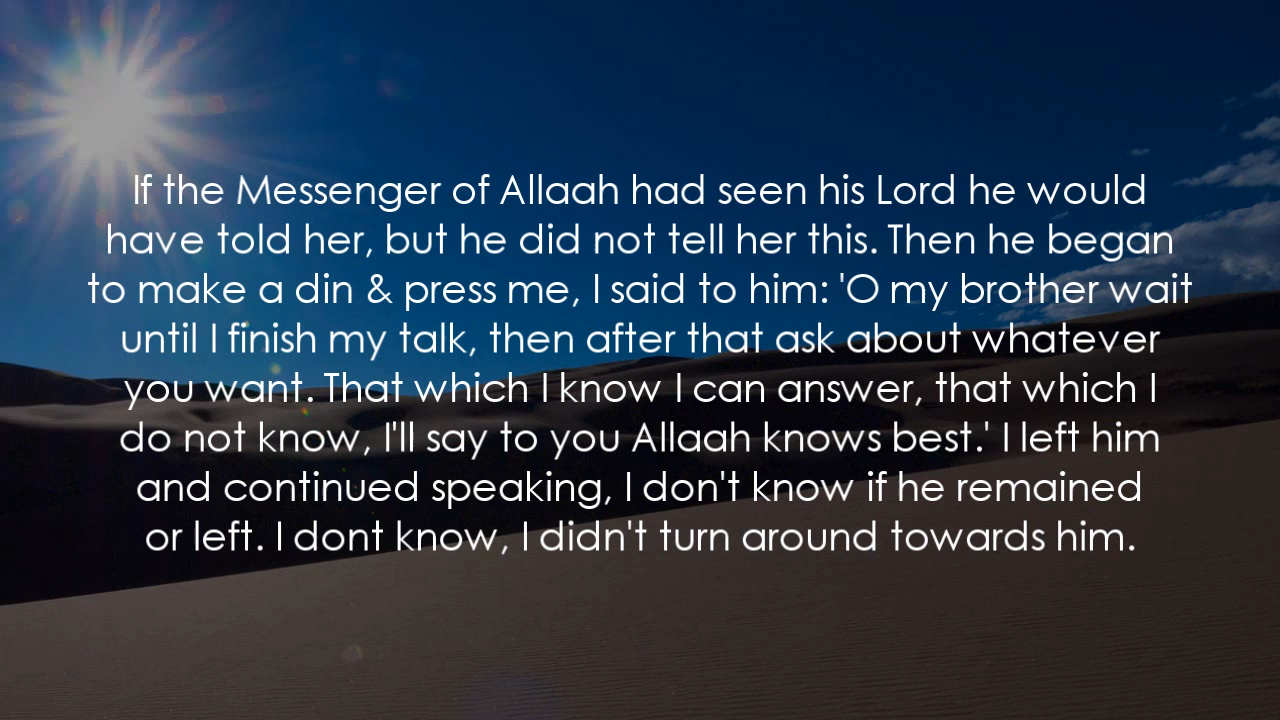 If the Messenger of Allaah had seen his Lord he would
have told her, but he did not tell her this. Then he began
to make a din & press me, I said to him: 'O my brother wait
until I finish my talk, then after that ask about whatever
you want. That which I know I can answer, that which I
do not know, I'll say to you Allaah knows best.' I left him
and continued speaking, I don't know if he remained
or left. I dont know, I didn't turn around towards him.